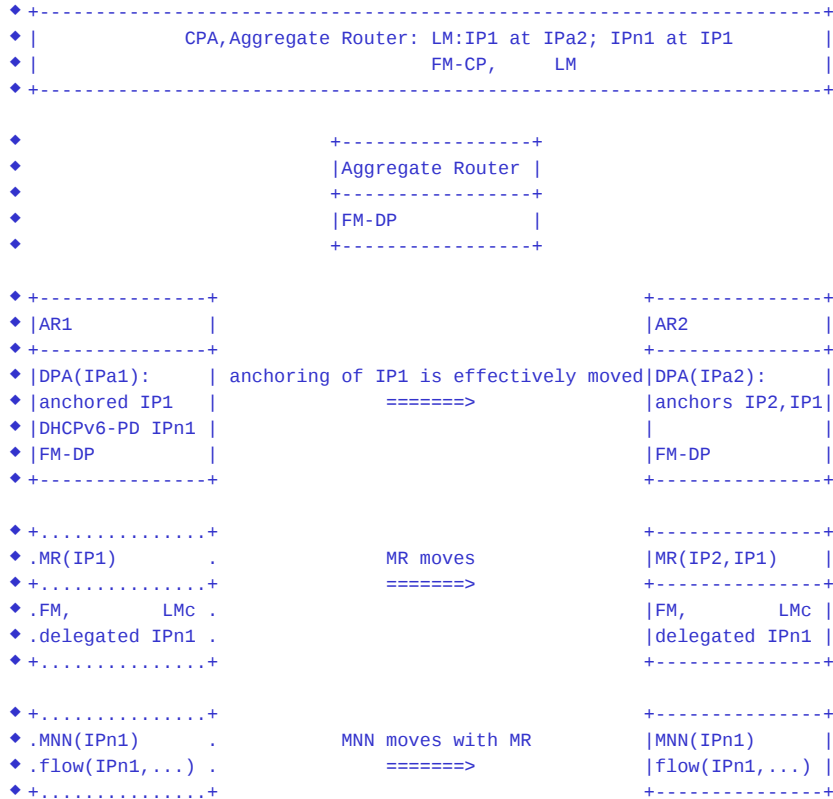 ◆ +----------------------------------------------------------------------+
◆ |             CPA,Aggregate Router: LM:IP1 at IPa2; IPn1 at IP1        |
◆ |                                   FM-CP,     LM                      |
◆ +----------------------------------------------------------------------+
◆                           +-----------------+
◆                           |Aggregate Router |
◆                           +-----------------+
◆                           |FM-DP            |
◆                           +-----------------+
◆ +---------------+                                      +---------------+
◆ |AR1            |                                      |AR2            |
◆ +---------------+                                      +---------------+
◆ |DPA(IPa1):     | anchoring of IP1 is effectively moved|DPA(IPa2):     |
◆ |anchored IP1   |               =======>               |anchors IP2,IP1|
◆ |DHCPv6-PD IPn1 |                                      |               |
◆ |FM-DP          |                                      |FM-DP          |
◆ +---------------+                                      +---------------+
◆ +...............+                                      +---------------+
◆ .MR(IP1)        .               MR moves               |MR(IP2,IP1)    |
◆ +...............+               =======>               +---------------+
◆ .FM,        LMc .                                      |FM,        LMc |
◆ .delegated IPn1 .                                      |delegated IPn1 |
◆ +...............+                                      +---------------+
◆ +...............+                                      +---------------+
◆ .MNN(IPn1)      .           MNN moves with MR          |MNN(IPn1)      |
◆ .flow(IPn1,...) .               =======>               |flow(IPn1,...) |
◆ +...............+                                      +---------------+